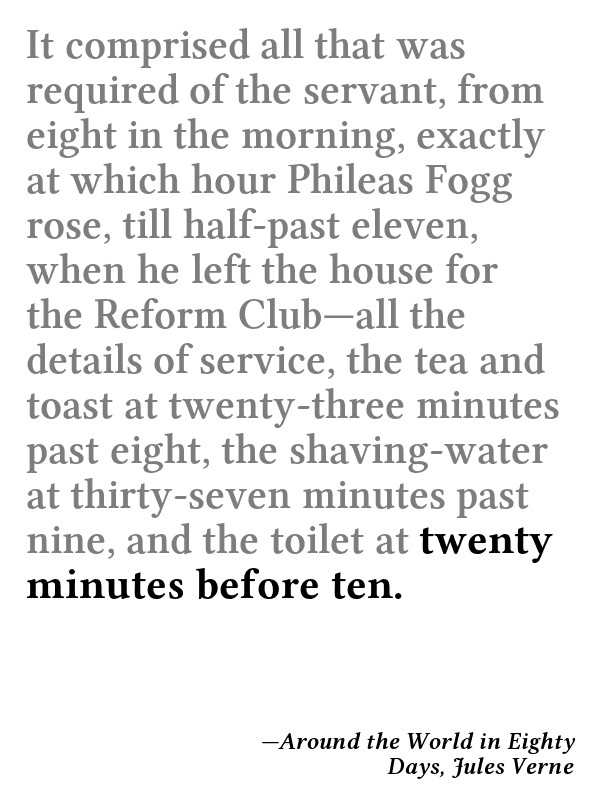 It comprised all that was
required of the servant, from
eight in the morning, exactly
at which hour Phileas Fogg
rose, till half-past eleven,
when he left the house for
the Reform Club—all the
details of service, the tea and
toast at twenty-three minutes
past eight, the shaving-water
at thirty-seven minutes past
nine, and the toilet at twenty
minutes before ten.
—Around the World in Eighty
Days, Jules Verne